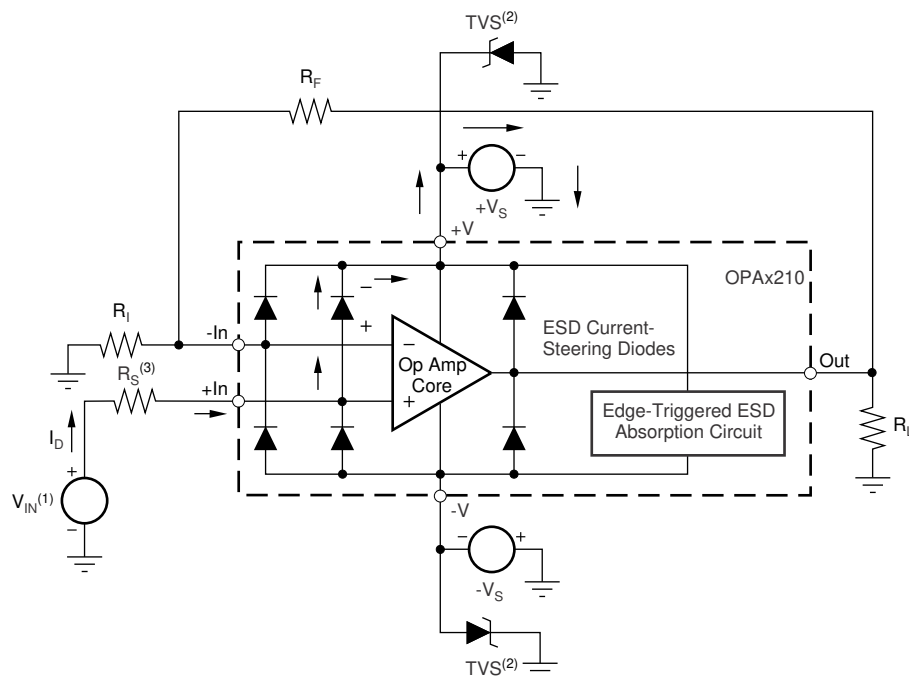 TVS(2)
RF
+ −
+VS
+V
OPAx210
RI
-In
−
+
ESD Current-
Steering Diodes
−
Op Amp
Core
+
Out
RS(3)
+In
Edge-Triggered ESD
Absorption Circuit
RL
ID
+
VIN(1)
−
-V
− +
-VS
TVS(2)